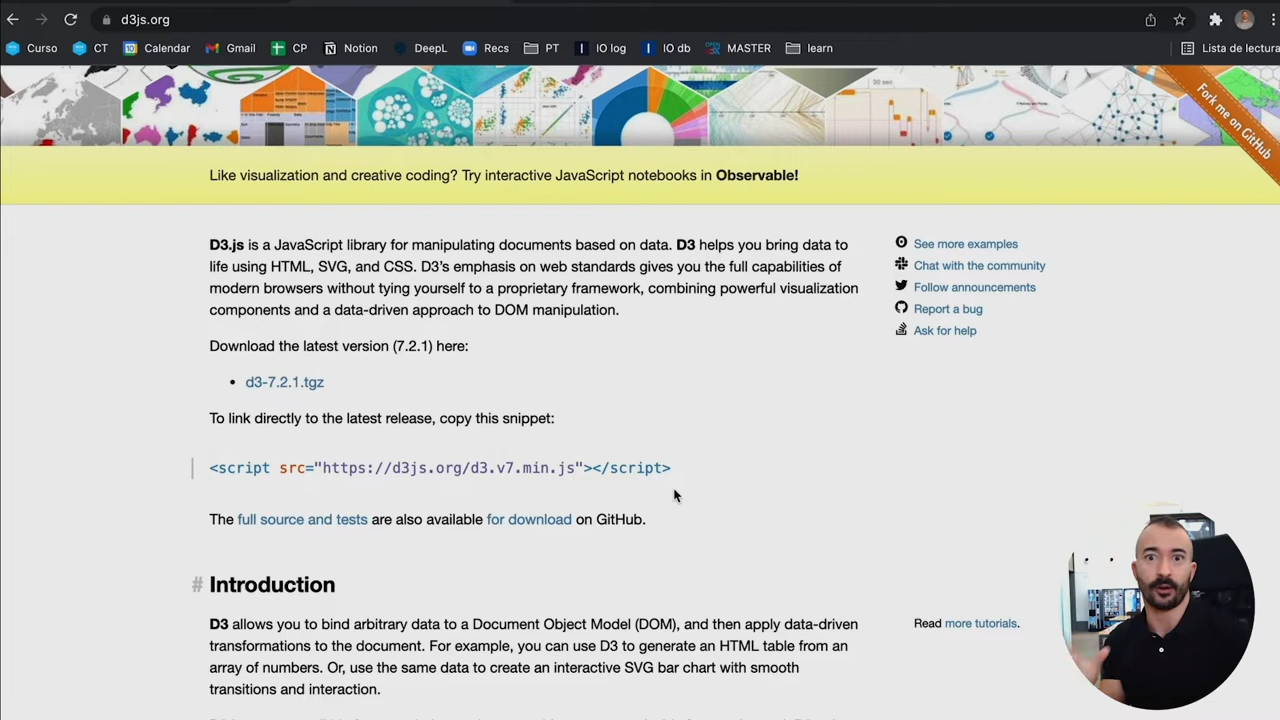 d3js.org
Curso
CT
10
Calendar
Gmail
CP
Notion
DeepL
Recs
PT
IO log
IO db
MASTER
learn
Lista de lectura
Fork me on GitHub
Like visualization and creative coding? Try interactive JavaScript notebooks in Observable!
D3.js is a JavaScript library for manipulating documents based on data. D3 helps you bring data to
life using HTML, SVG, and CSS. D3's emphasis on web standards gives you the full capabilities of
modern browsers without tying yourself to a proprietary framework, combining powerful visualization
components and a data-driven approach to DOM manipulation.
See more examples
Chat with the community
Follow announcements
Report a bug
Ask for help
Download the latest version (7.2.1) here:
• d3-7.2.1.tgz
To link directly to the latest release, copy this snippet:
<script src="https://d3js.org/d3.v7.min.js"></script>
The full source and tests are also available for download on GitHub.
# Introduction
D3 allows you to bind arbitrary data to a Document Object Model (DOM), and then apply data-driven
transformations to the document. For example, you can use D3 to generate an HTML table from an
array of numbers. Or, use the same data to create an interactive SVG bar chart with smooth
transitions and interaction.
Read more tutorials.